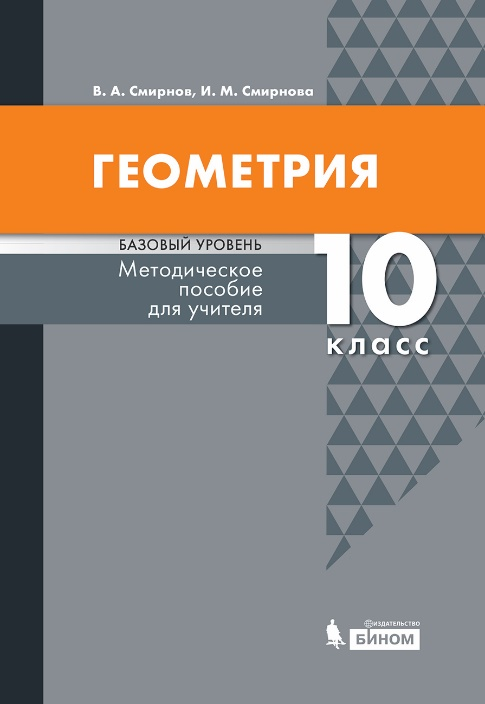 В. А. Смирнов, И. М. Смирнова
ГЕОМЕТРИЯ
БАЗОВЫЙ УРОВЕНЬ
Методическое
пособие
для учителя
10
класс
ИЗДАТЕЛЬСТВО
БИНОМ